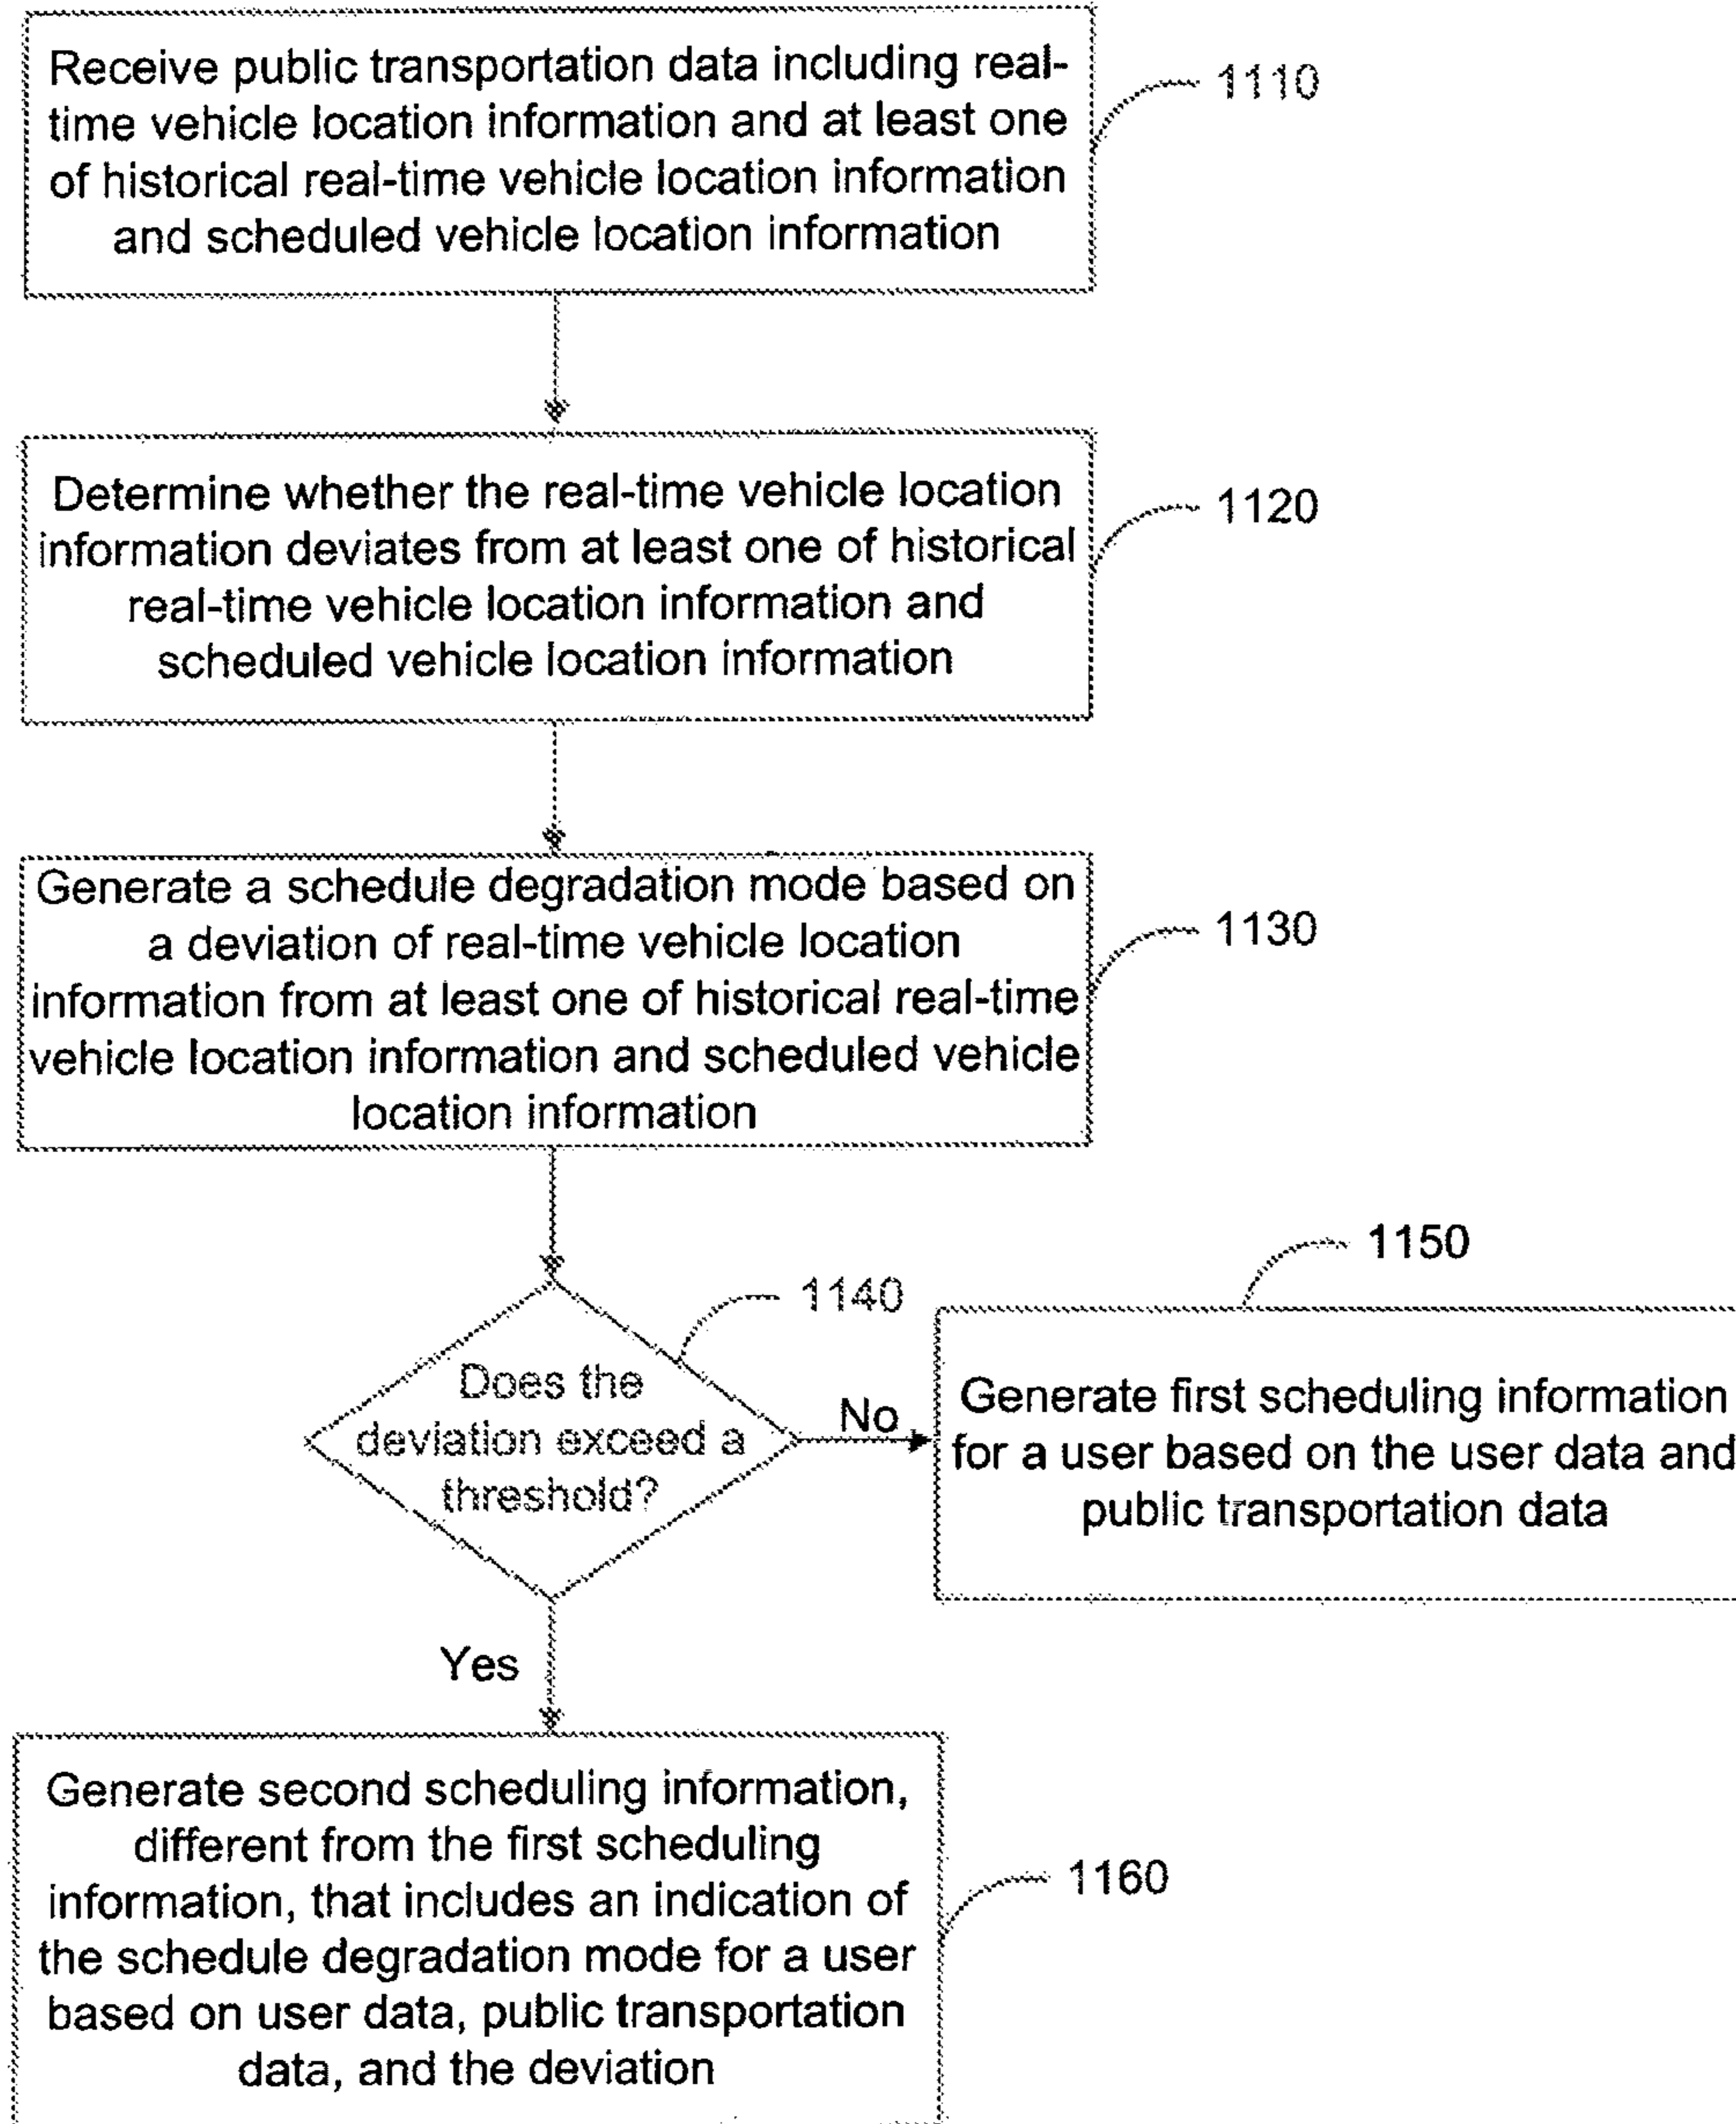 Receive public transportation data including real-
time vehicle location information and at least one
of historical real-time vehicle location information
and scheduled vehicle location information
1110
Determine whether the real-time vehicle location
information deviates from at least one of historical
real-time vehicle location information and
scheduled vehicle location information
1120
Generate a schedule degradation mode based on
a deviation of real-time vehicle location
information from at least one of historical real-time
vehicle location information and scheduled vehicle
location information
1130
1140
Does the
deviation exceed a
threshold?
No
1150
Generate first scheduling information
for a user based on the user data and
public transportation data
Yes
Generate second scheduling information,
different from the first scheduling
information, that includes an indication of
the schedule degradation mode for a user
based on user data, public transportation
data, and the deviation
1160